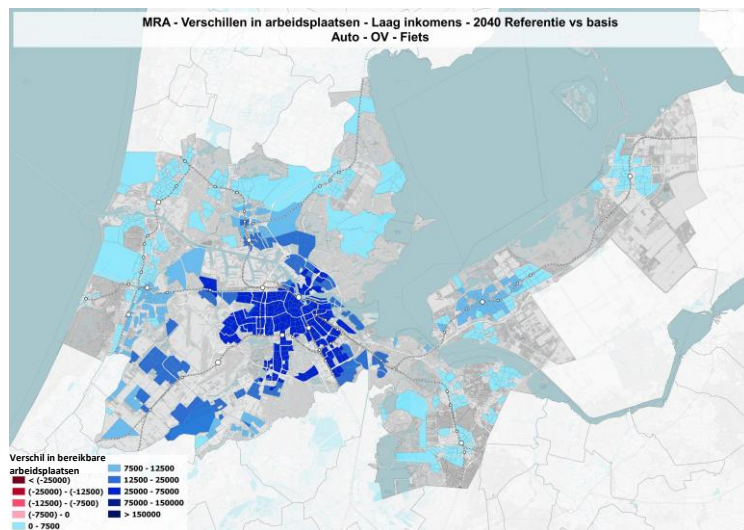 MRA - Verschillen in arbeidsplaatsen - Laag inkomens - 2040 Referentie vs basis
Auto - OV - Fiets
Verschil in bereikbare
arbeidsplaatsen
< (-25000)
(-25000) - (-12500)
(-12500) - (-7500)
(-7500) - 0
0 - 7500
7500 - 12500
12500 - 25000
25000 - 75000
75000 - 150000
> 150000